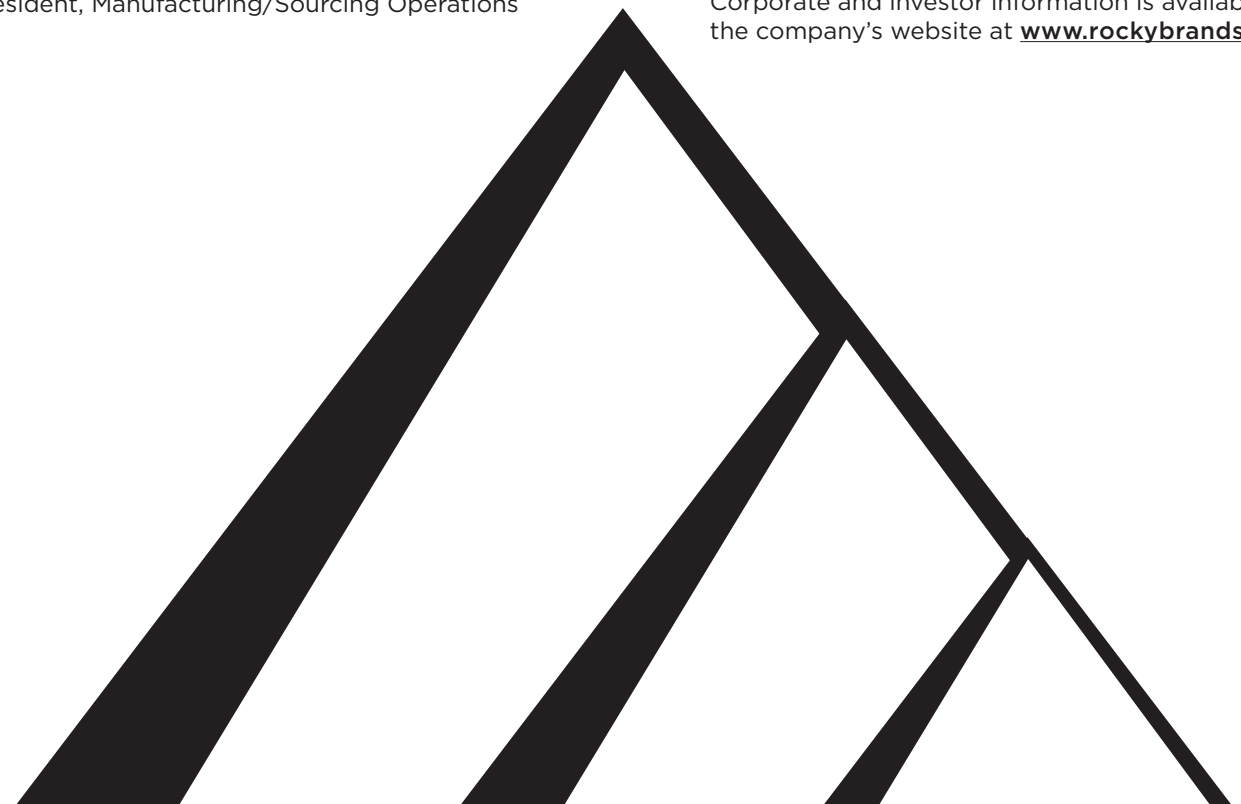 esident, Manufacturing/Sourcing Operations
Corporate and investor information is availab
the company's website at www.rockybrands